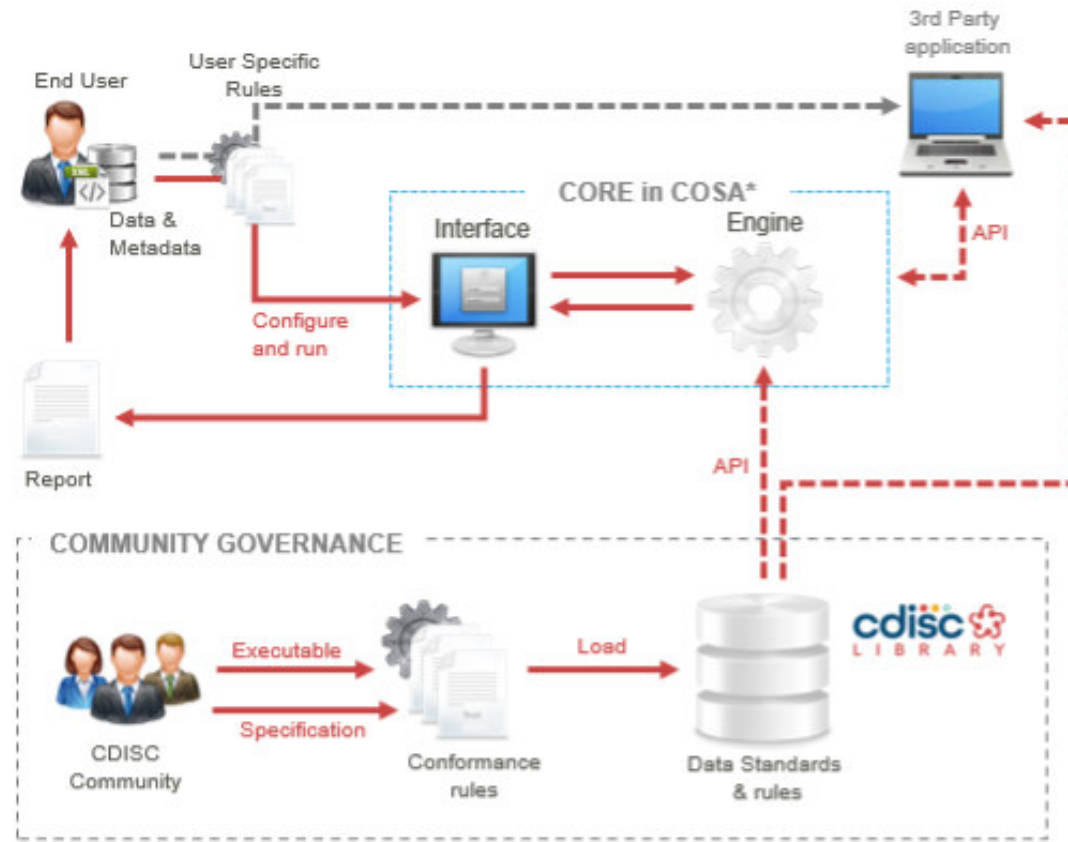 3rd Party
application
End User
User Specific
Rules
XML
</>
Data &
Metadata
CORE in COSA*
Interface
Engine
API
Configure
and run
Report
API
COMMUNITY GOVERNANCE
cdisc
LIBRARY
Executable
Load
Specification
CDISC
Community
Conformance
rules
Data Standards
& rules